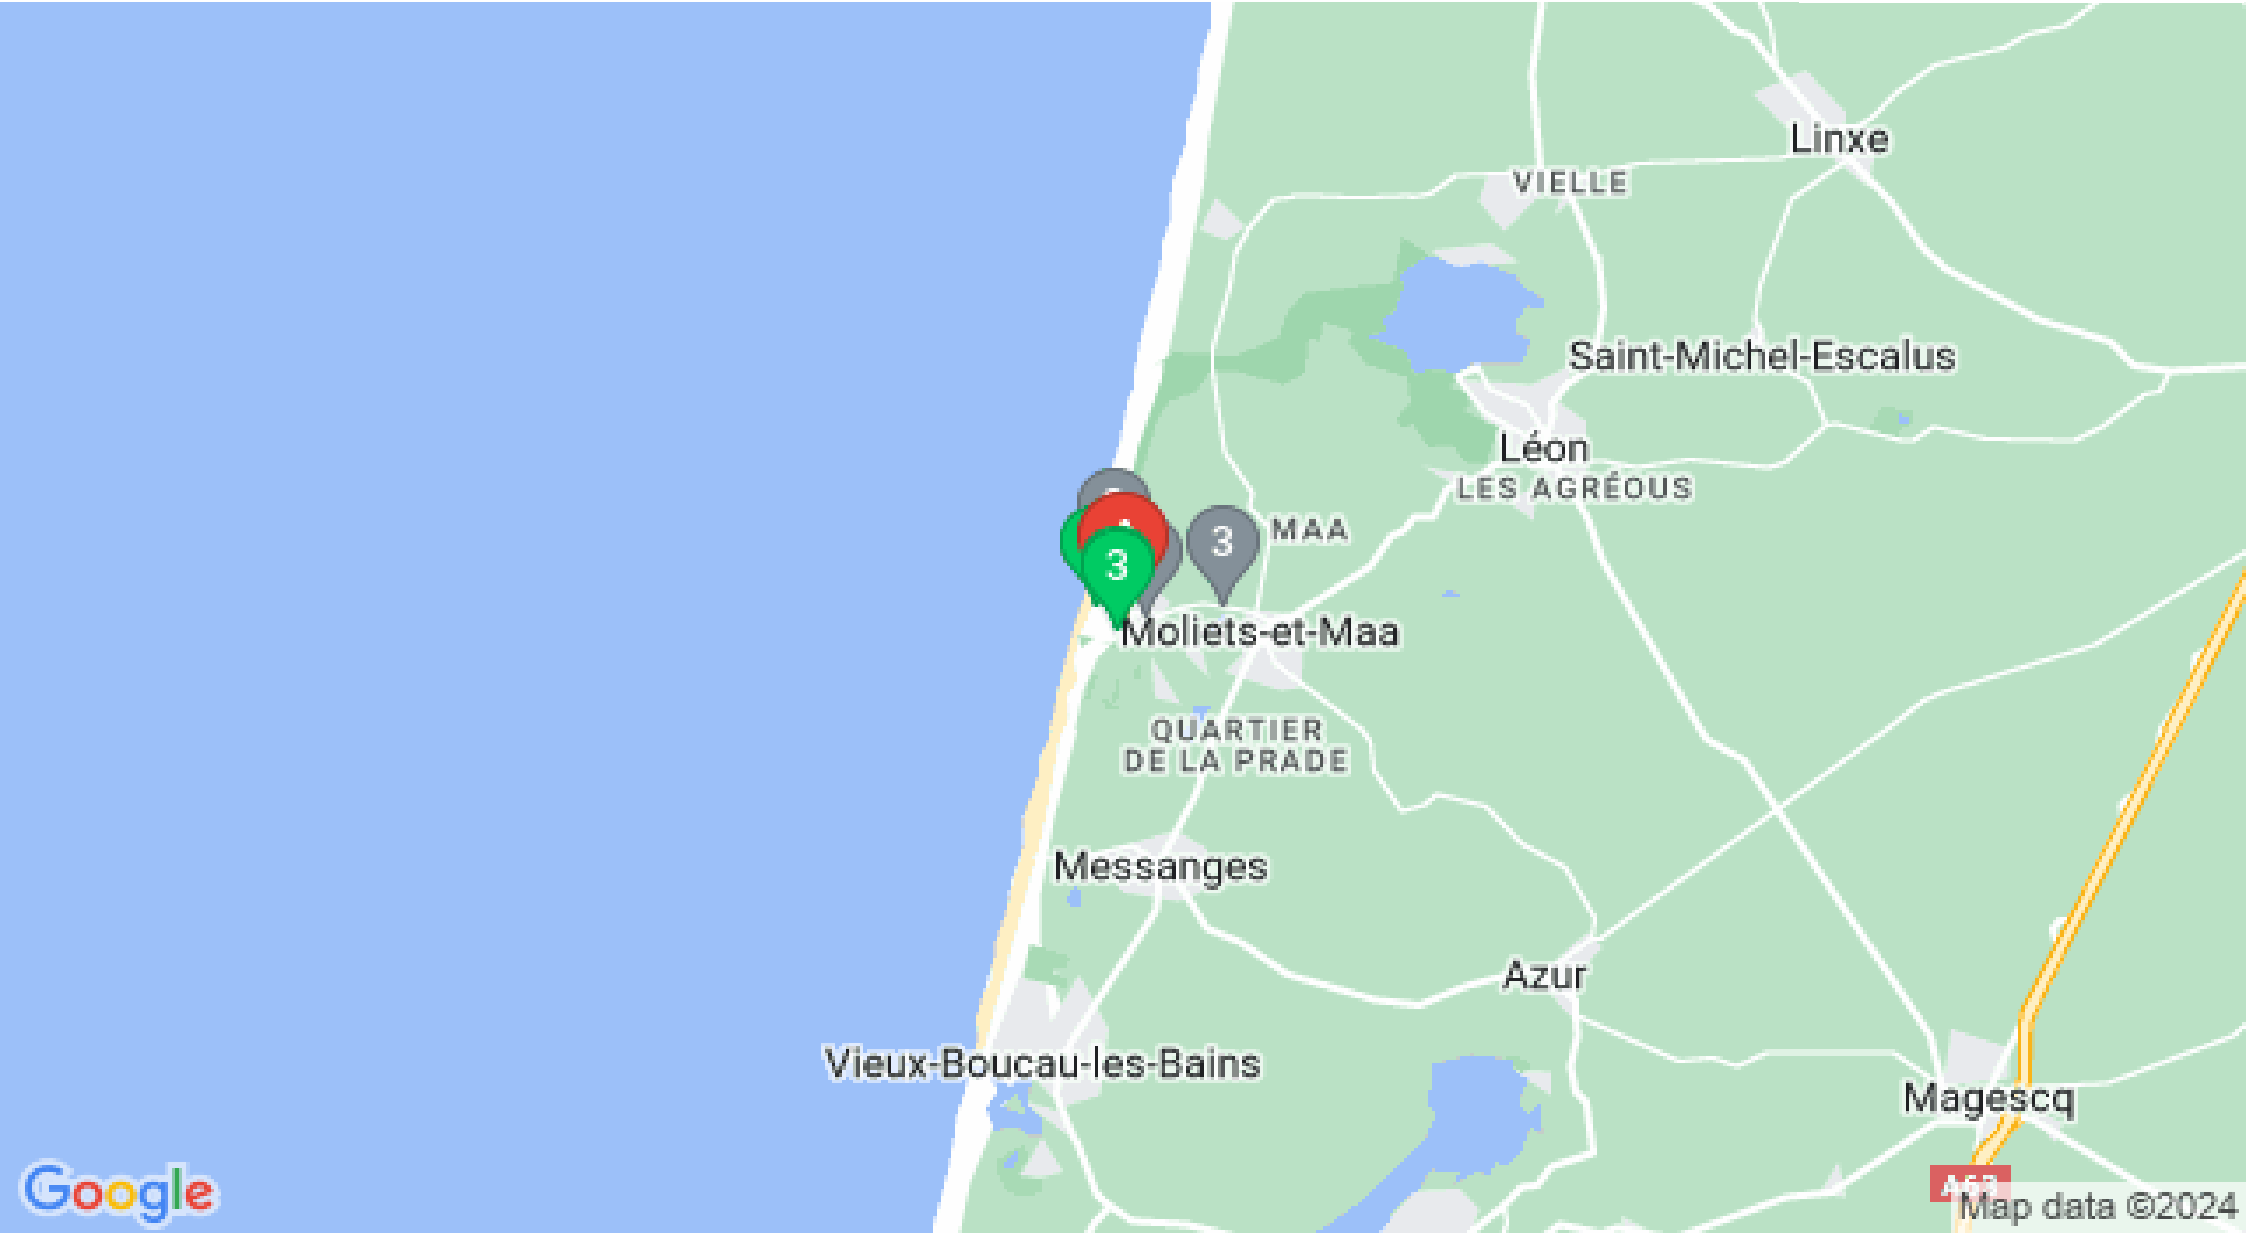 Linxe
VIELLE
Saint-Michel-Escalus
Léon
LES AGRÉOUS
MAA
3
3
Moliets-et-Maa
QUARTIER
DE LA PRADE
Messanges
Azur
Vieux-Boucau-les-Bains
Magescq
Google
Map data ©2024